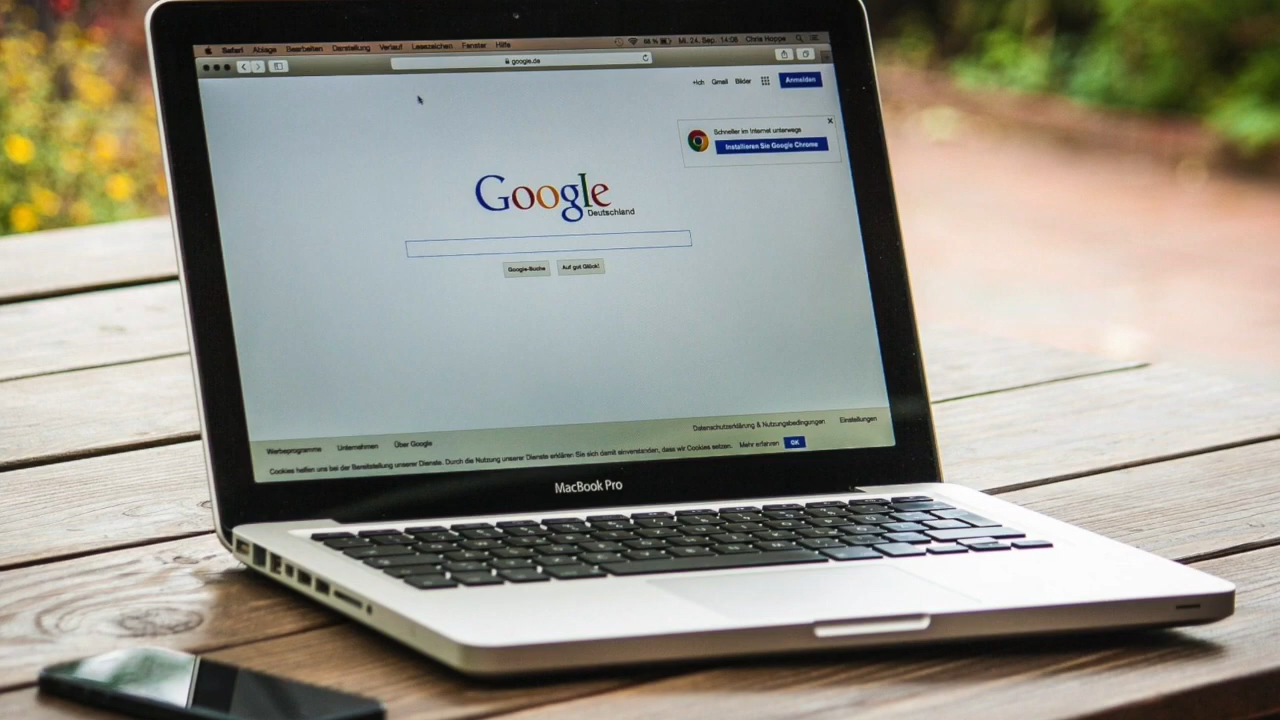 Safari Ablage Bearbeiten Darstellung Verlauf Lesezeichen Fenster Hilfe 86 % Mi. 24. Sep. 14:08 Chris Hoppe
google.de
+Ich Gmail Bilder Anmelden
Schneller im Internet unterwegs
Installieren Sie Google Chrome
Google
Deutschland
Google-Suche Auf gut Glück!
Werbeprogramme Unternehmen Über Google Datenschutzerklärung & Nutzungsbedingungen Einstellungen
Cookies helfen uns bei der Bereitstellung unserer Dienste. Durch die Nutzung unserer Dienste erklären Sie sich damit einverstanden, dass wir Cookies setzen. Mehr erfahren OK
MacBook Pro